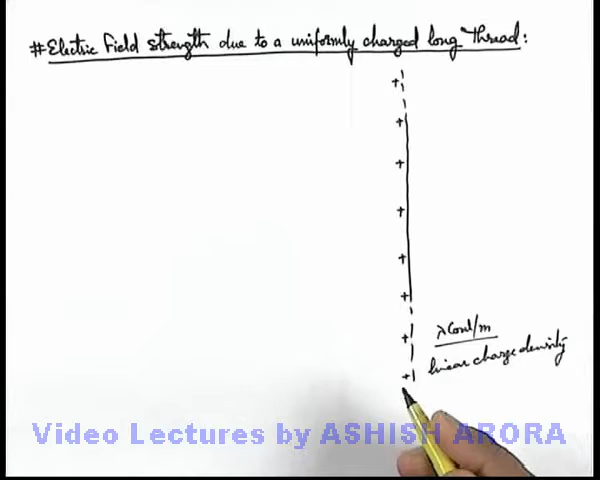 # Electric Field strength due to a uniformly charged long Thread:
+
+
+
+
+
+
+
+
λ Coul/m
linear charge density
Video Lectures by ASHISH ARORA